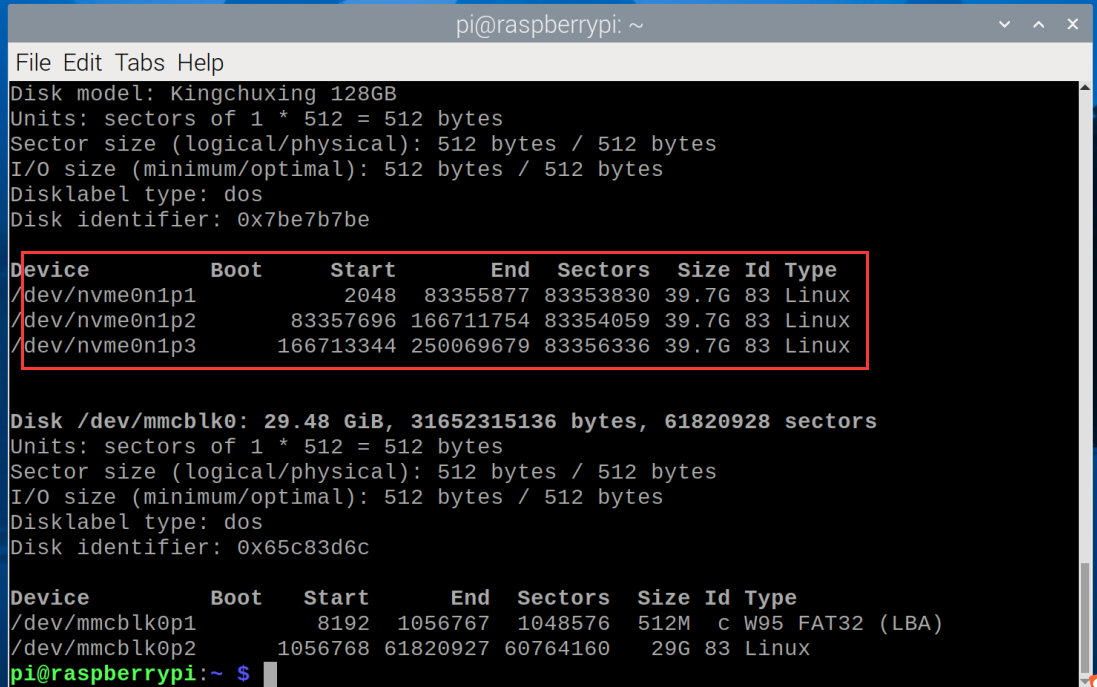 pi@raspberrypi: ~
File Edit Tabs Help
Disk model: Kingchuxing 128GB
Units: sectors of 1 * 512 = 512 bytes
Sector size (logical/physical): 512 bytes / 512 bytes
I/O size (minimum/optimal): 512 bytes / 512 bytes
Disklabel type: dos
Disk identifier: 0x7be7b7be
Device         Boot     Start       End  Sectors  Size Id Type
/dev/nvme0n1p1           2048  83355877 83353830 39.7G 83 Linux
/dev/nvme0n1p2       83357696 166711754 83354059 39.7G 83 Linux
/dev/nvme0n1p3      166713344 250069679 83356336 39.7G 83 Linux
Disk /dev/mmcblk0: 29.48 GiB, 31652315136 bytes, 61820928 sectors
Units: sectors of 1 * 512 = 512 bytes
Sector size (logical/physical): 512 bytes / 512 bytes
I/O size (minimum/optimal): 512 bytes / 512 bytes
Disklabel type: dos
Disk identifier: 0x65c83d6c
Device         Boot   Start      End  Sectors  Size Id Type
/dev/mmcblk0p1         8192  1056767  1048576  512M  c W95 FAT32 (LBA)
/dev/mmcblk0p2      1056768 61820927 60764160   29G 83 Linux
pi@raspberrypi:~ $